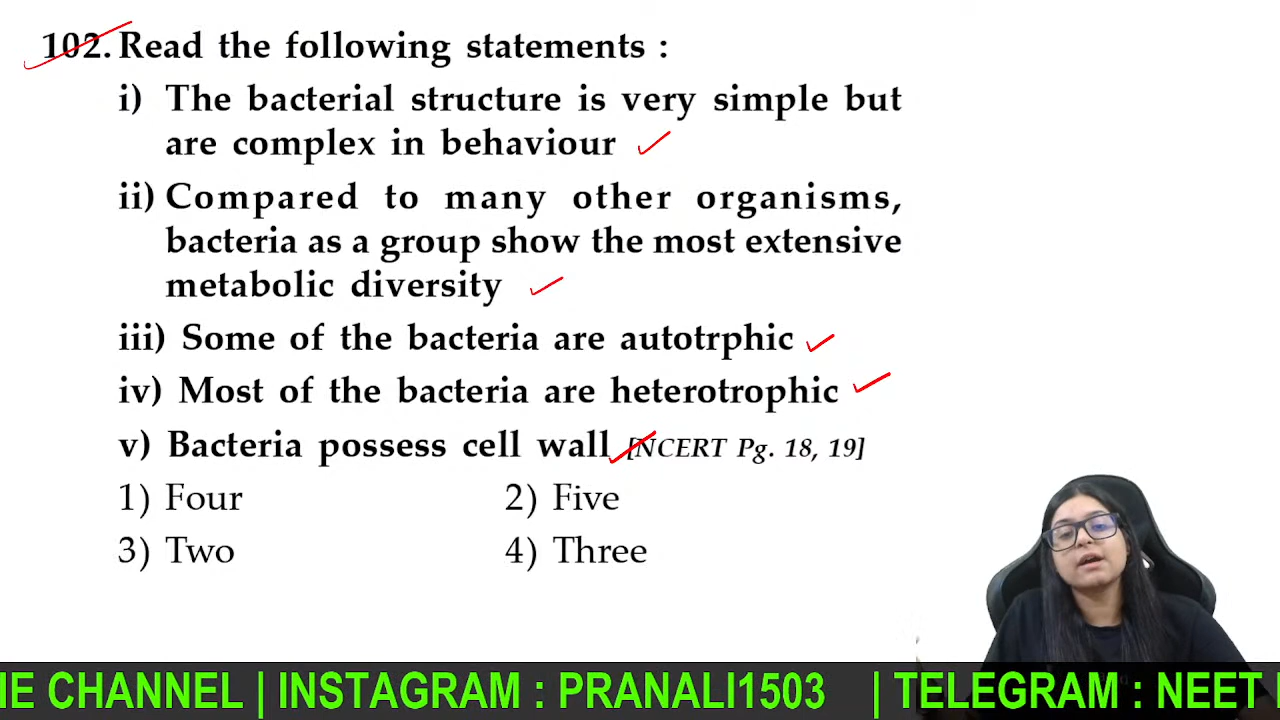 102. Read the following statements :
i) The bacterial structure is very simple but
are complex in behaviour
ii) Compared to many other organisms,
bacteria as a group show the most extensive
metabolic diversity
iii) Some of the bacteria are autotrphic
iv) Most of the bacteria are heterotrophic
v) Bacteria possess cell wall [NCERT Pg. 18, 19]
1) Four 2) Five
3) Two 4) Three
HE CHANNEL | INSTAGRAM : PRANALI1503 | TELEGRAM : NEET